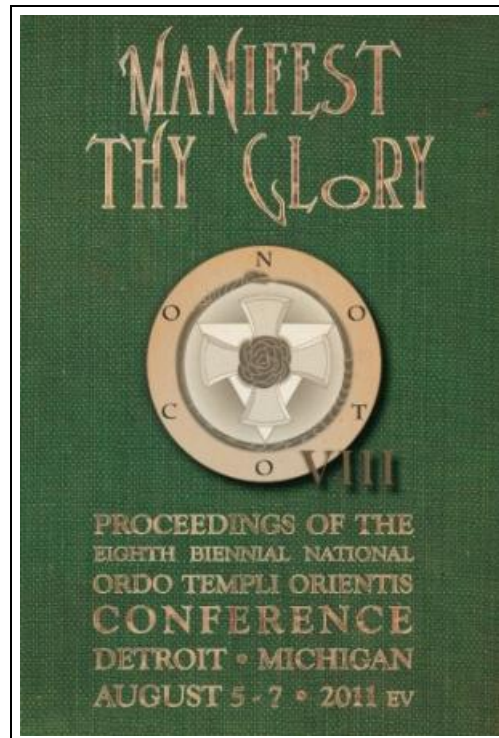 MANIFEST
THY GLORY
N O T O C O
VIII
PROCEEDINGS OF THE
EIGHTH BIENNIAL NATIONAL
ORDO TEMPLI ORIENTIS
CONFERENCE
DETROIT • MICHIGAN
AUGUST 5 - 7 • 2011 EV